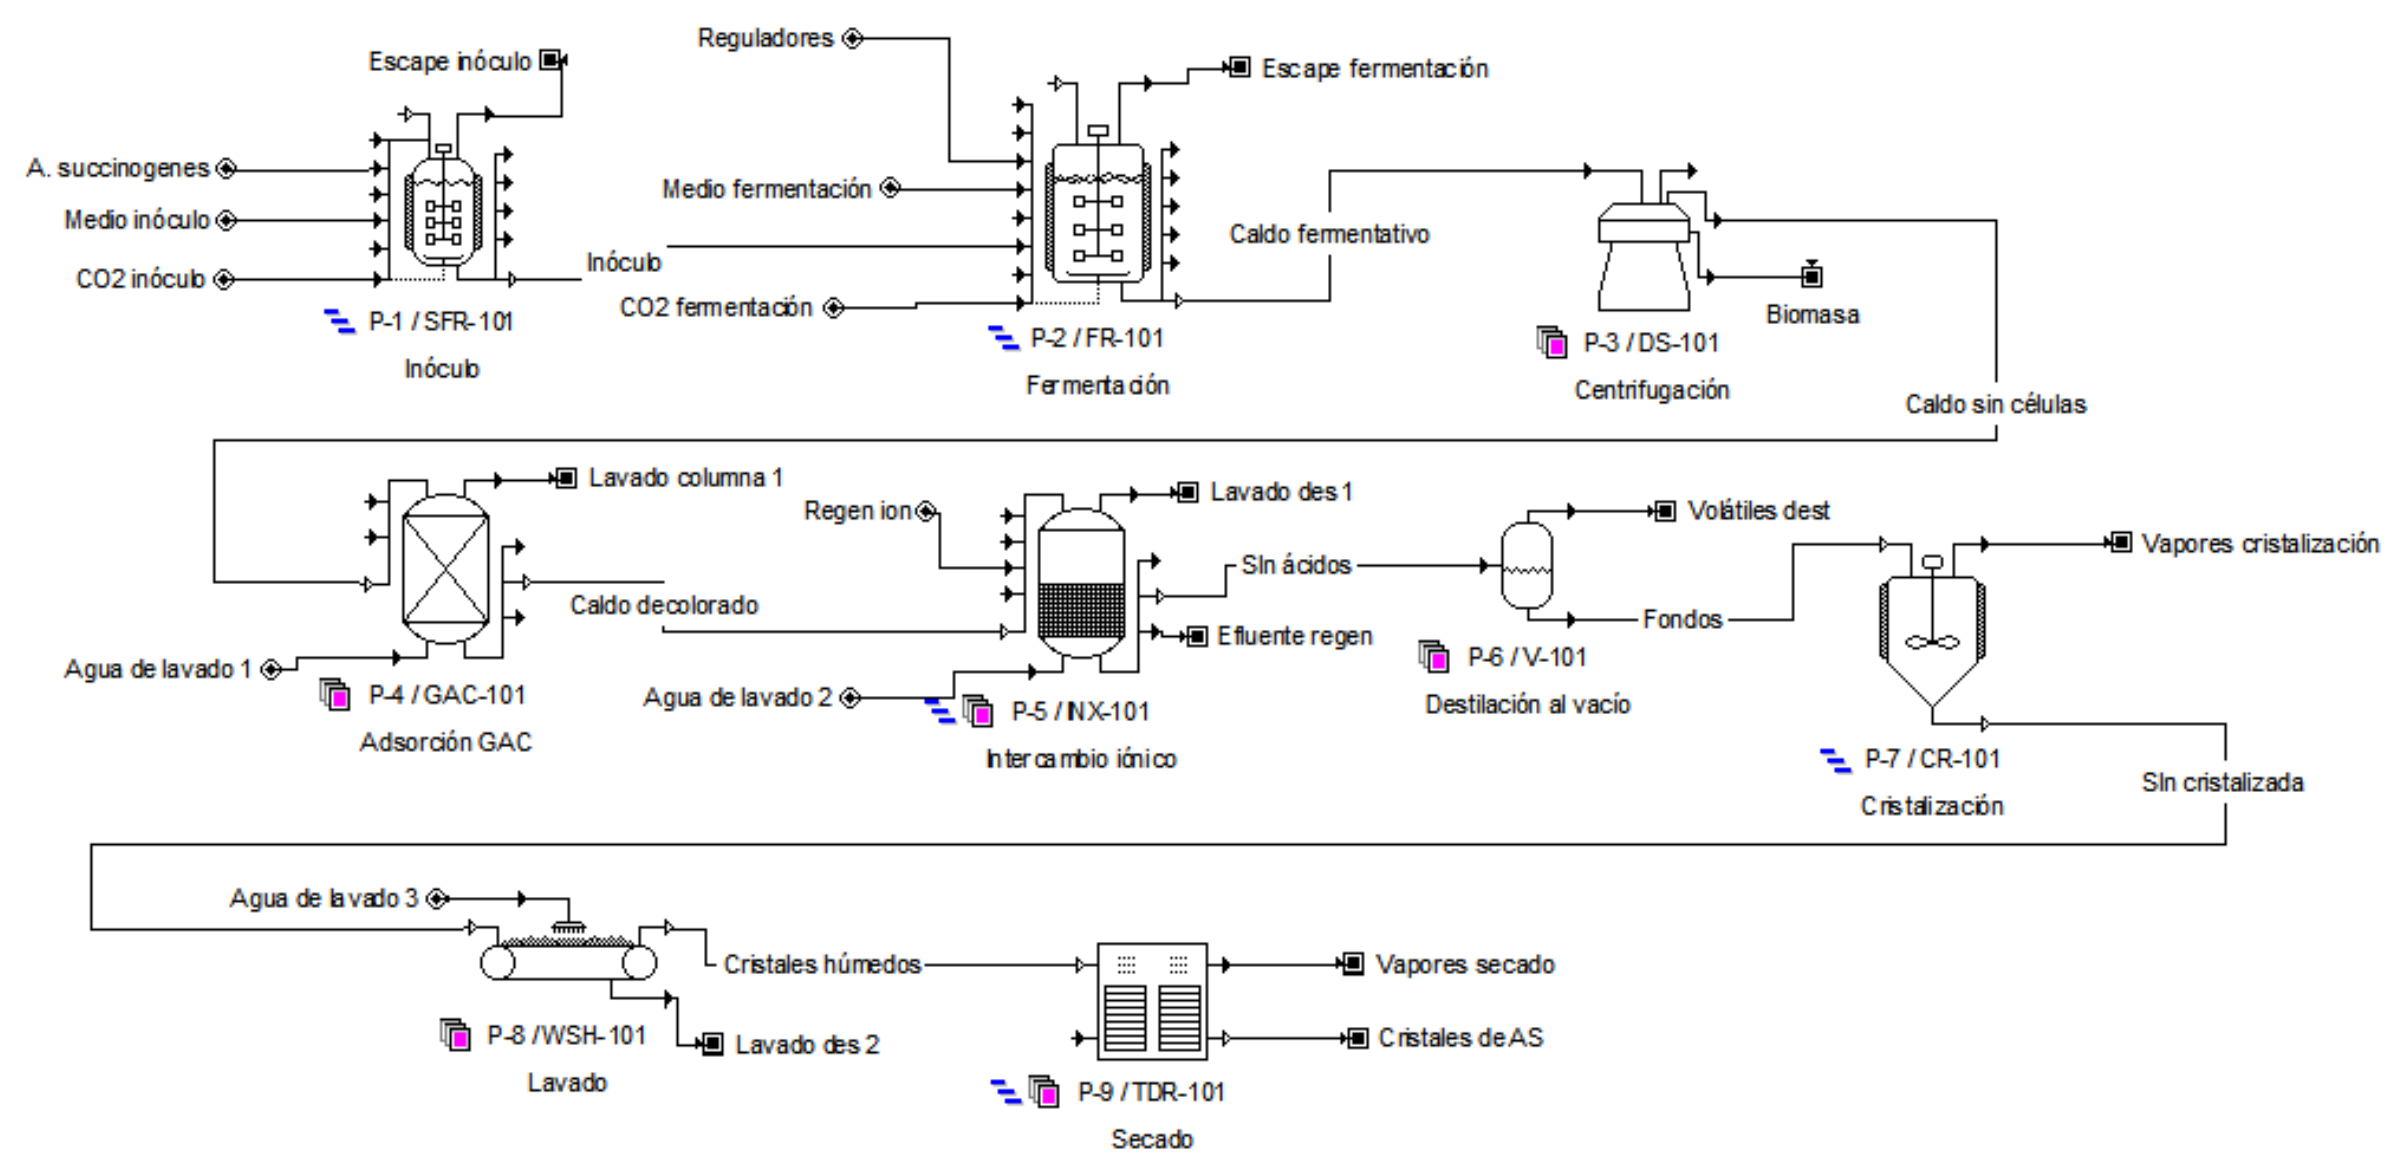 Reguladores
Escape inóculo
Escape fermentación
A. succinogenes
Medio fermentación
Medio inóculo
Caldo fermentativo
Inóculo
CO2 inóculo
CO2 fermentación
Biomasa
P-1 / SFR-101
Inóculo
P-2 / FR-101
Fermentación
P-3 / DS-101
Centrifugación
Caldo sin células
Lavado columna 1
Regen ion
Lavado des 1
Volátiles dest
Vapores cristalización
Sln ácidos
Caldo decolorado
Fondos
Efluente regen
Agua de lavado 1
Agua de lavado 2
P-4 / GAC-101
Adsorción GAC
P-5 / INX-101
Intercambio iónico
P-6 / V-101
Destilación al vacío
P-7 / CR-101
Cristalización
Sln cristalizada
Agua de lavado 3
Cristales húmedos
Vapores secado
P-8 / WSH-101
Lavado
Lavado des 2
Cristales de AS
P-9 / TDR-101
Secado